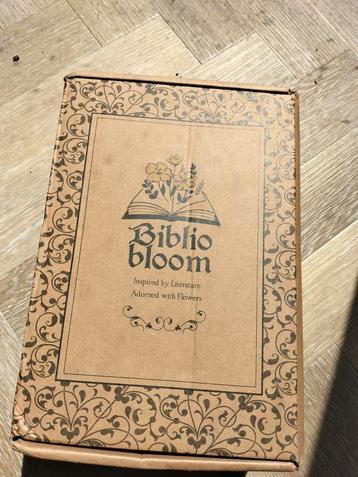 Biblio
bloom
Inspired by Literature
Adorned with Flowers